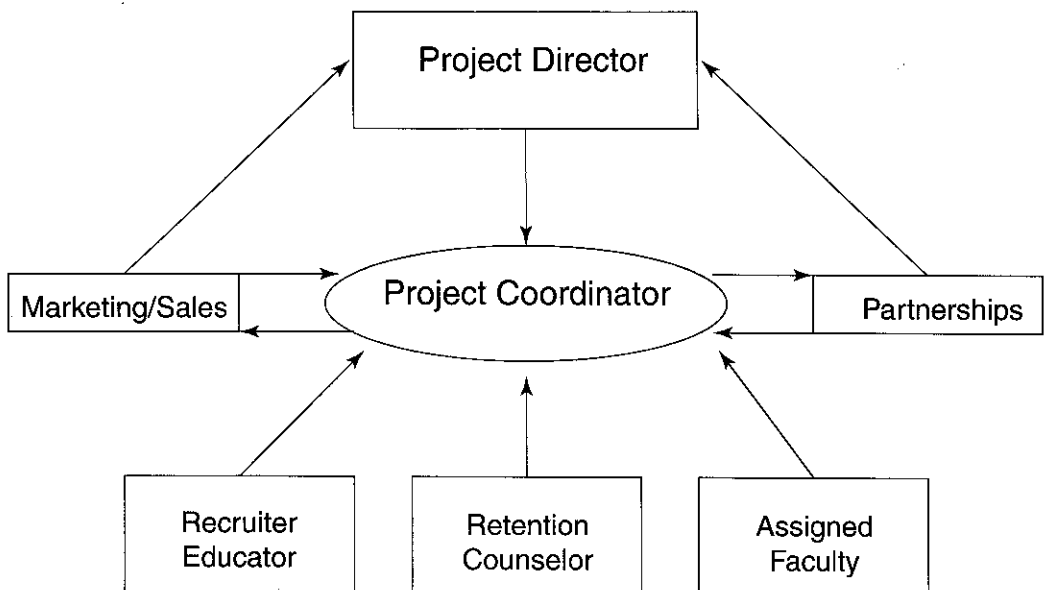 Project Director
Marketing/Sales
Project Coordinator
Partnerships
Recruiter
Educator
Retention
Counselor
Assigned
Faculty